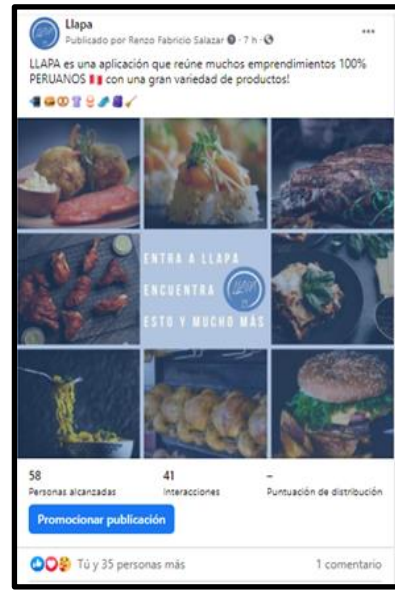 Llapa
Publicado por Renzo Fabricio Salazar · 7 h ·
LLAPA es una aplicación que reúne muchos emprendimientos 100%
PERUANOS 🇵🇪 con una gran variedad de productos!
ENTRA A LLAPA
ENCUENTRA
ESTO Y MUCHO MÁS
58
Personas alcanzadas
41
Interacciones
–
Puntuación de distribución
Promocionar publicación
Tú y 35 personas más
1 comentario